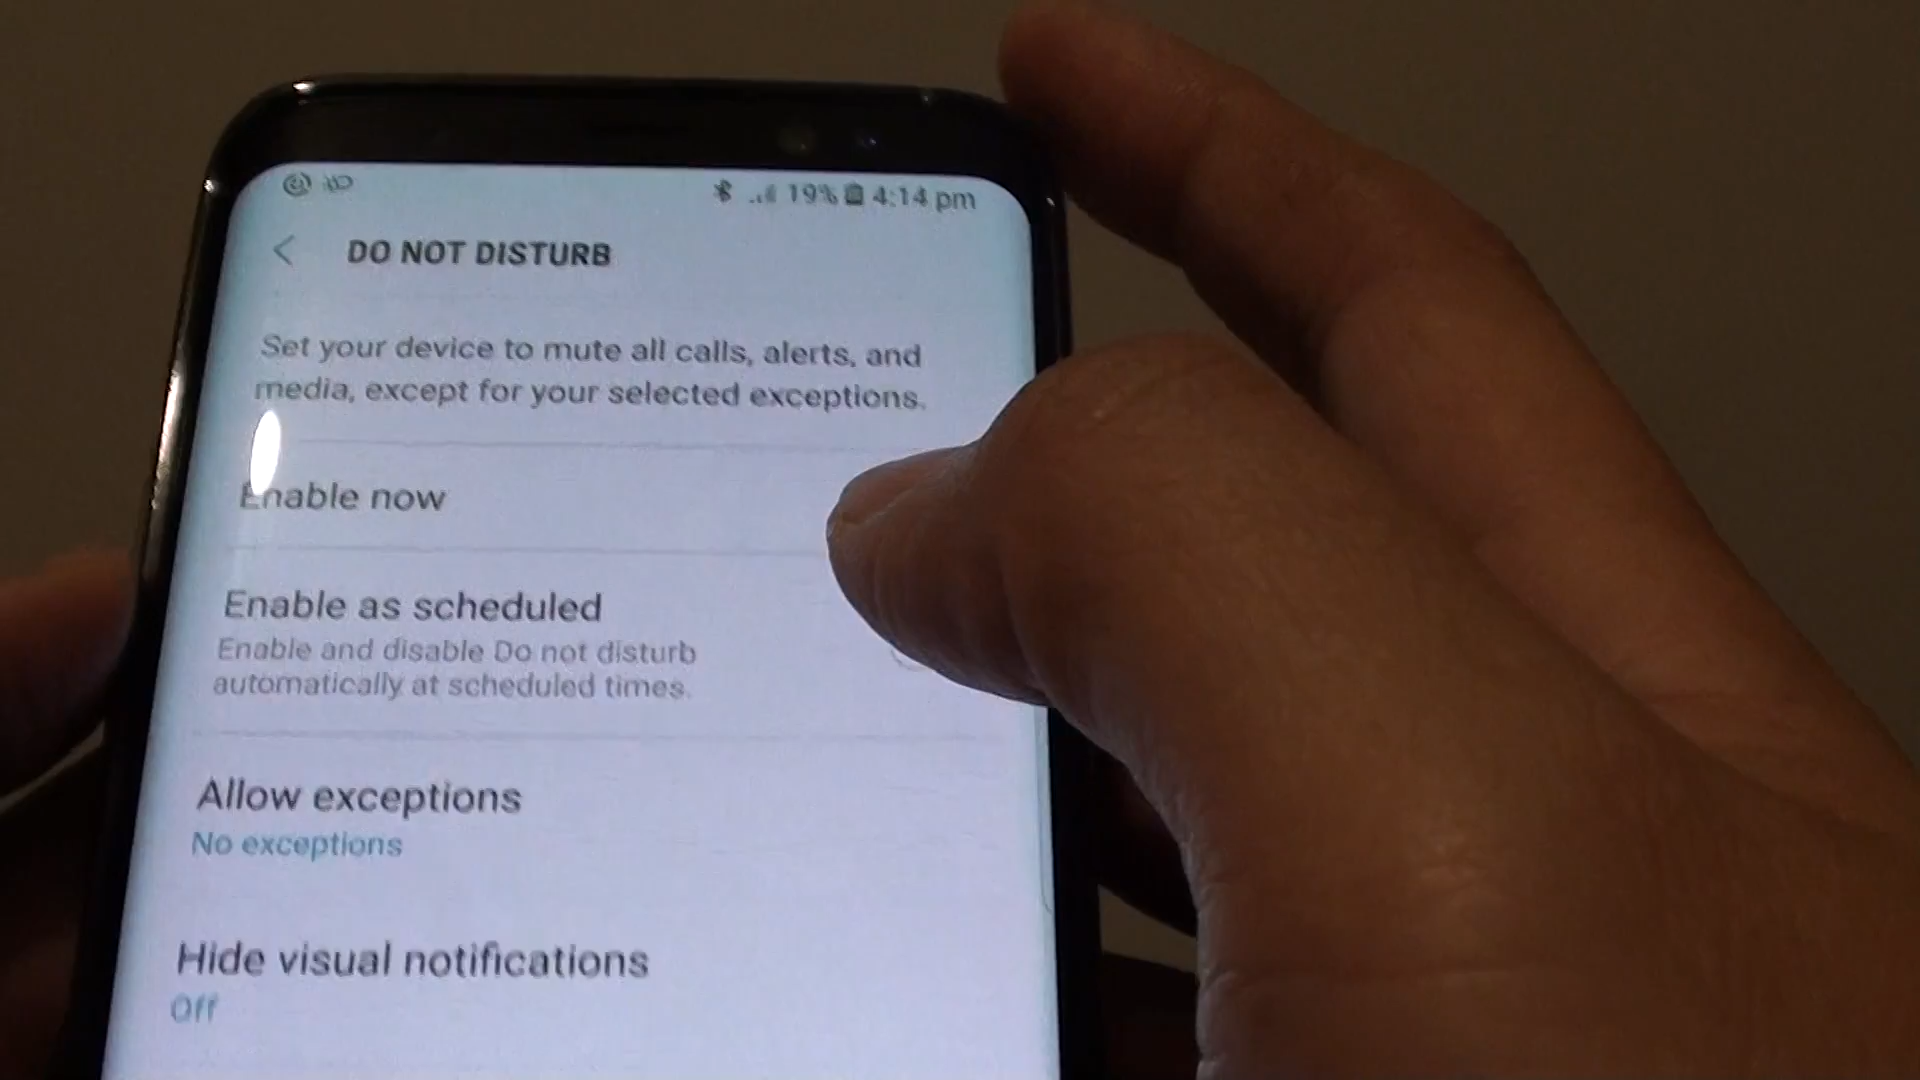 19% 4:14 pm
DO NOT DISTURB
Set your device to mute all calls, alerts, and
media, except for your selected exceptions.
Enable now
Enable as scheduled
Enable and disable Do not disturb
automatically at scheduled times.
Allow exceptions
No exceptions
Hide visual notifications
Off